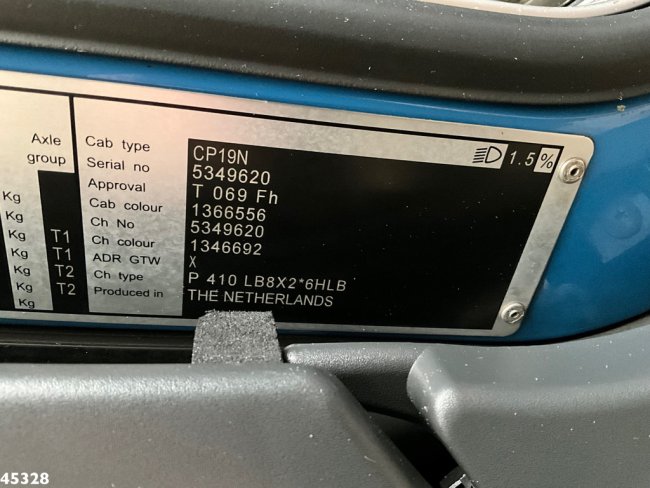 Axle
group
Kg
Kg
Kg T1
Kg T1
Kg T2
Kg T2
Kg
Cab type CP19N
Serial no 5349620
Approval T 069 Fh
Cab colour 1366556
Ch No 5349620
Ch colour 1346692
ADR GTW X
Ch type P 410 LB8X2*6HLB
Produced in THE NETHERLANDS
1.5%
45328